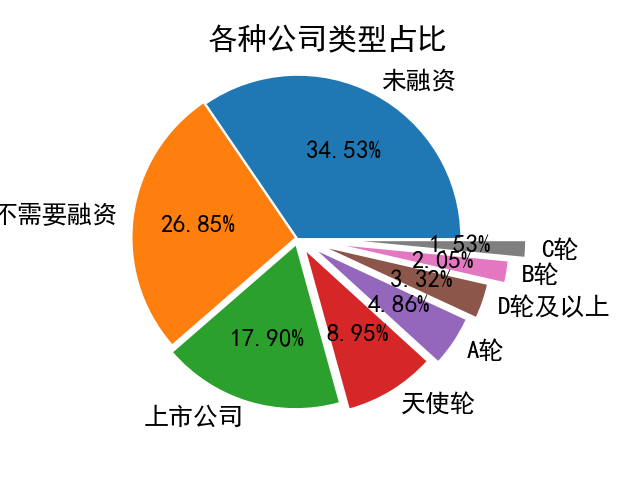 各种公司类型占比
未融资
34.53%
不需要融资
26.85%
上市公司
17.90%
天使轮
8.95%
A轮
4.86%
D轮及以上
3.32%
B轮
2.05%
C轮
1.53%